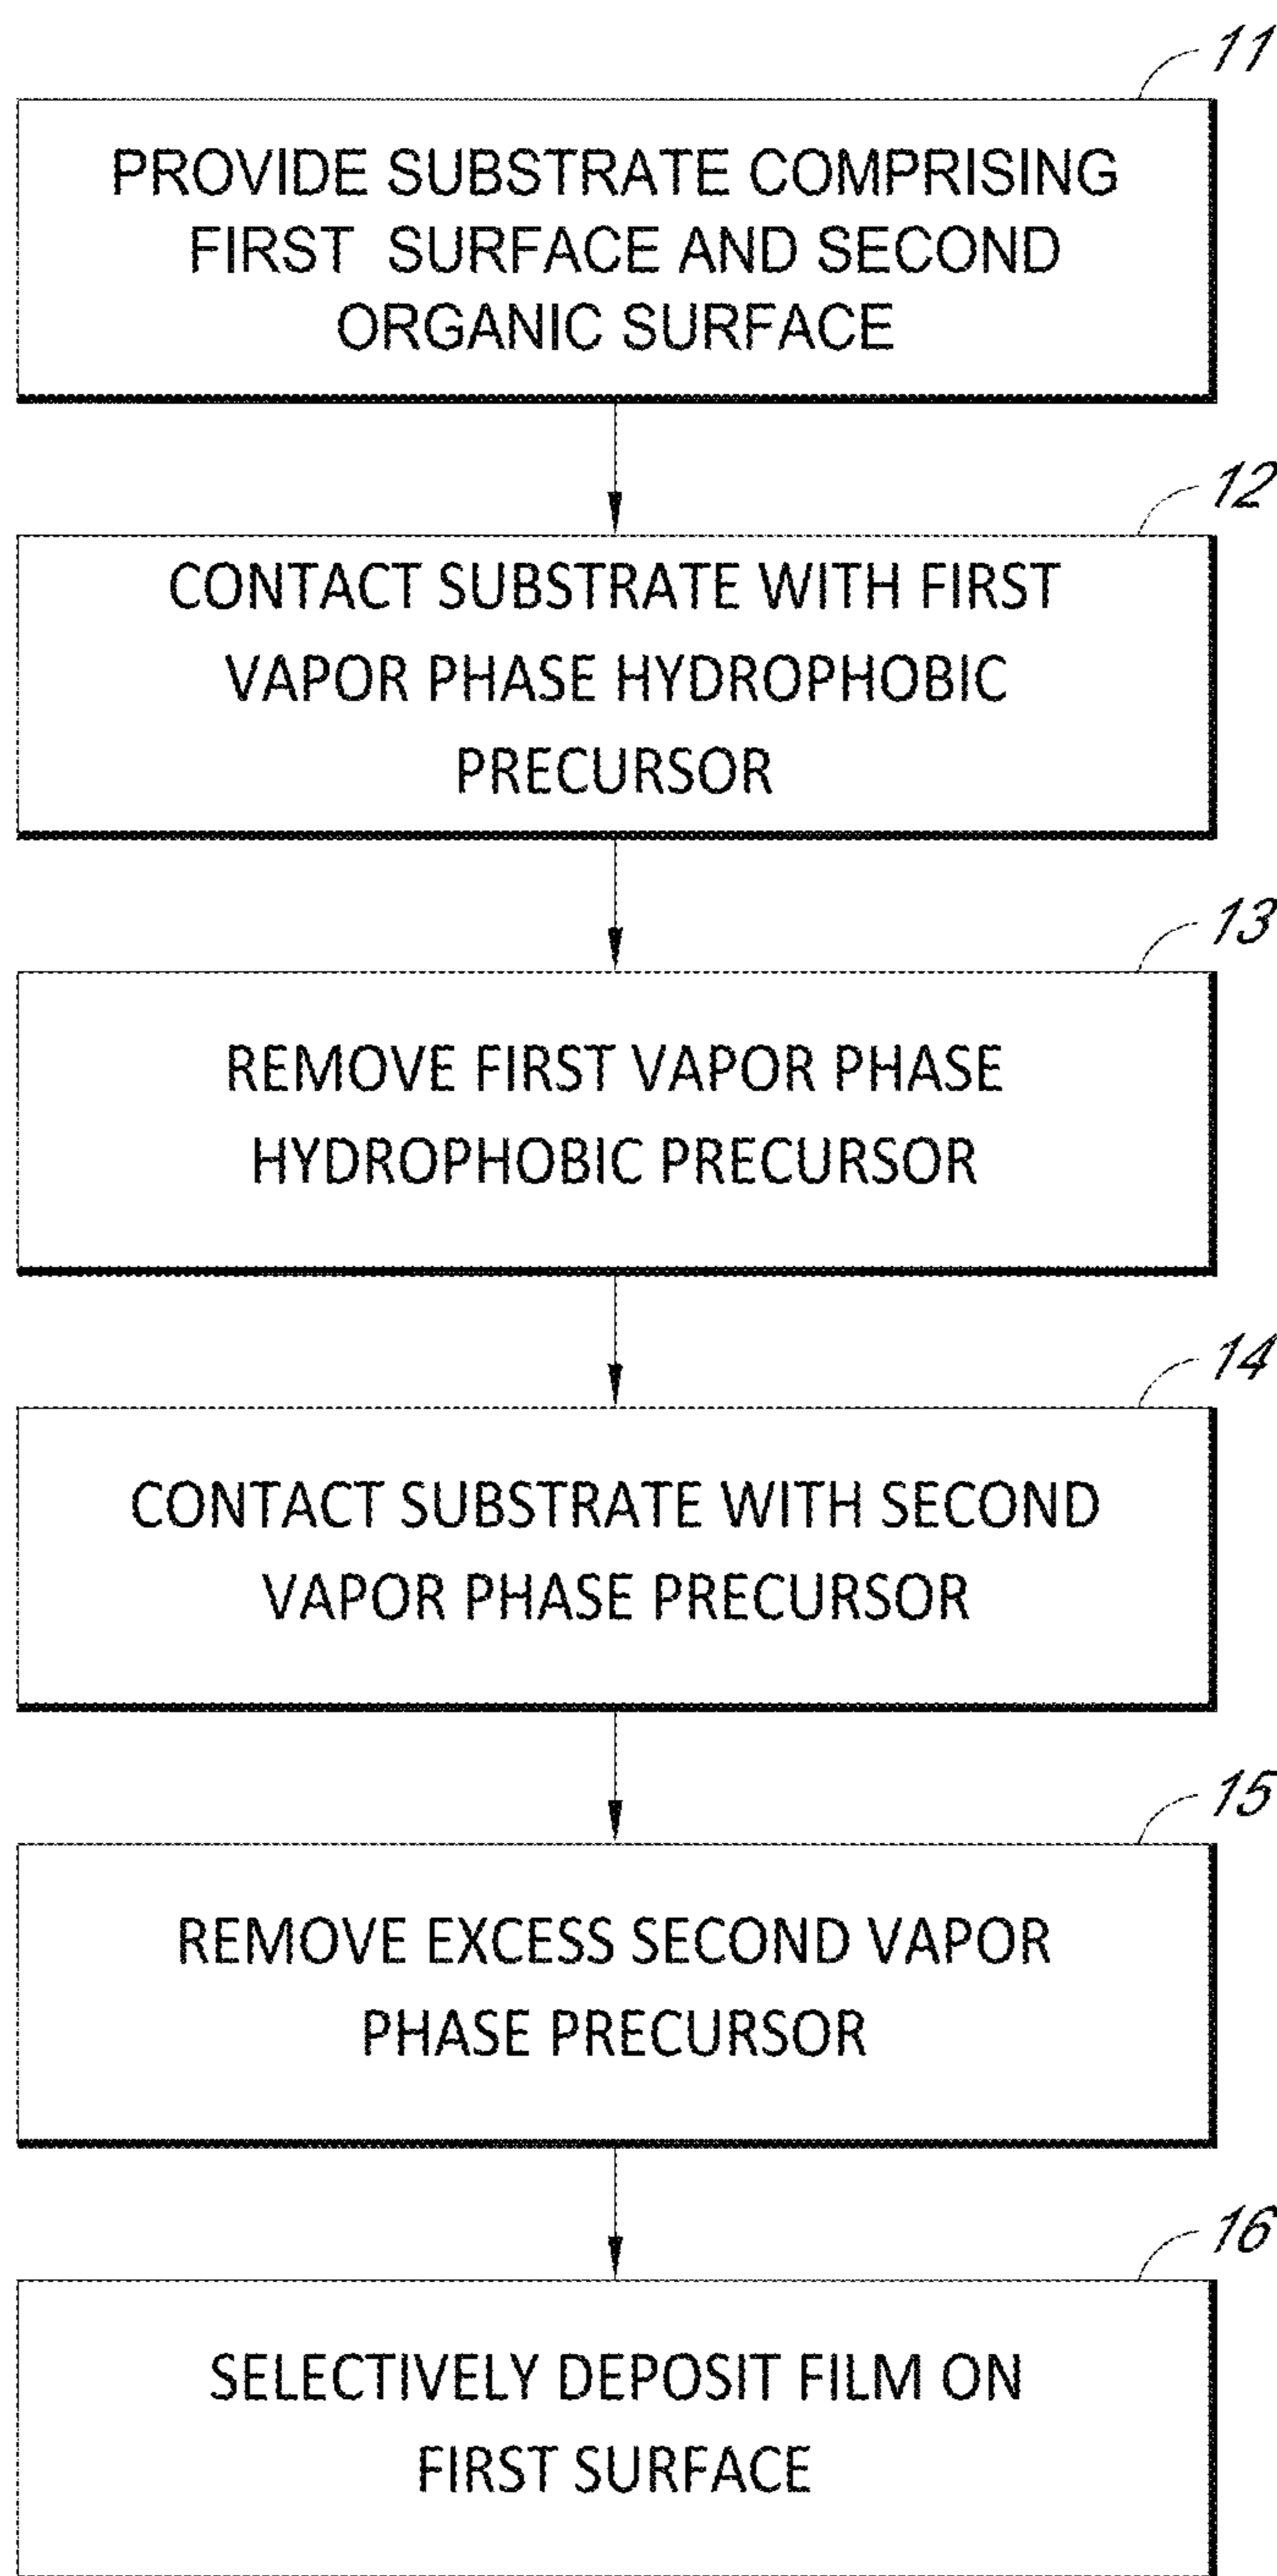 11
PROVIDE SUBSTRATE COMPRISING
FIRST SURFACE AND SECOND
ORGANIC SURFACE
12
CONTACT SUBSTRATE WITH FIRST
VAPOR PHASE HYDROPHOBIC
PRECURSOR
13
REMOVE FIRST VAPOR PHASE
HYDROPHOBIC PRECURSOR
14
CONTACT SUBSTRATE WITH SECOND
VAPOR PHASE PRECURSOR
15
REMOVE EXCESS SECOND VAPOR
PHASE PRECURSOR
16
SELECTIVELY DEPOSIT FILM ON
FIRST SURFACE